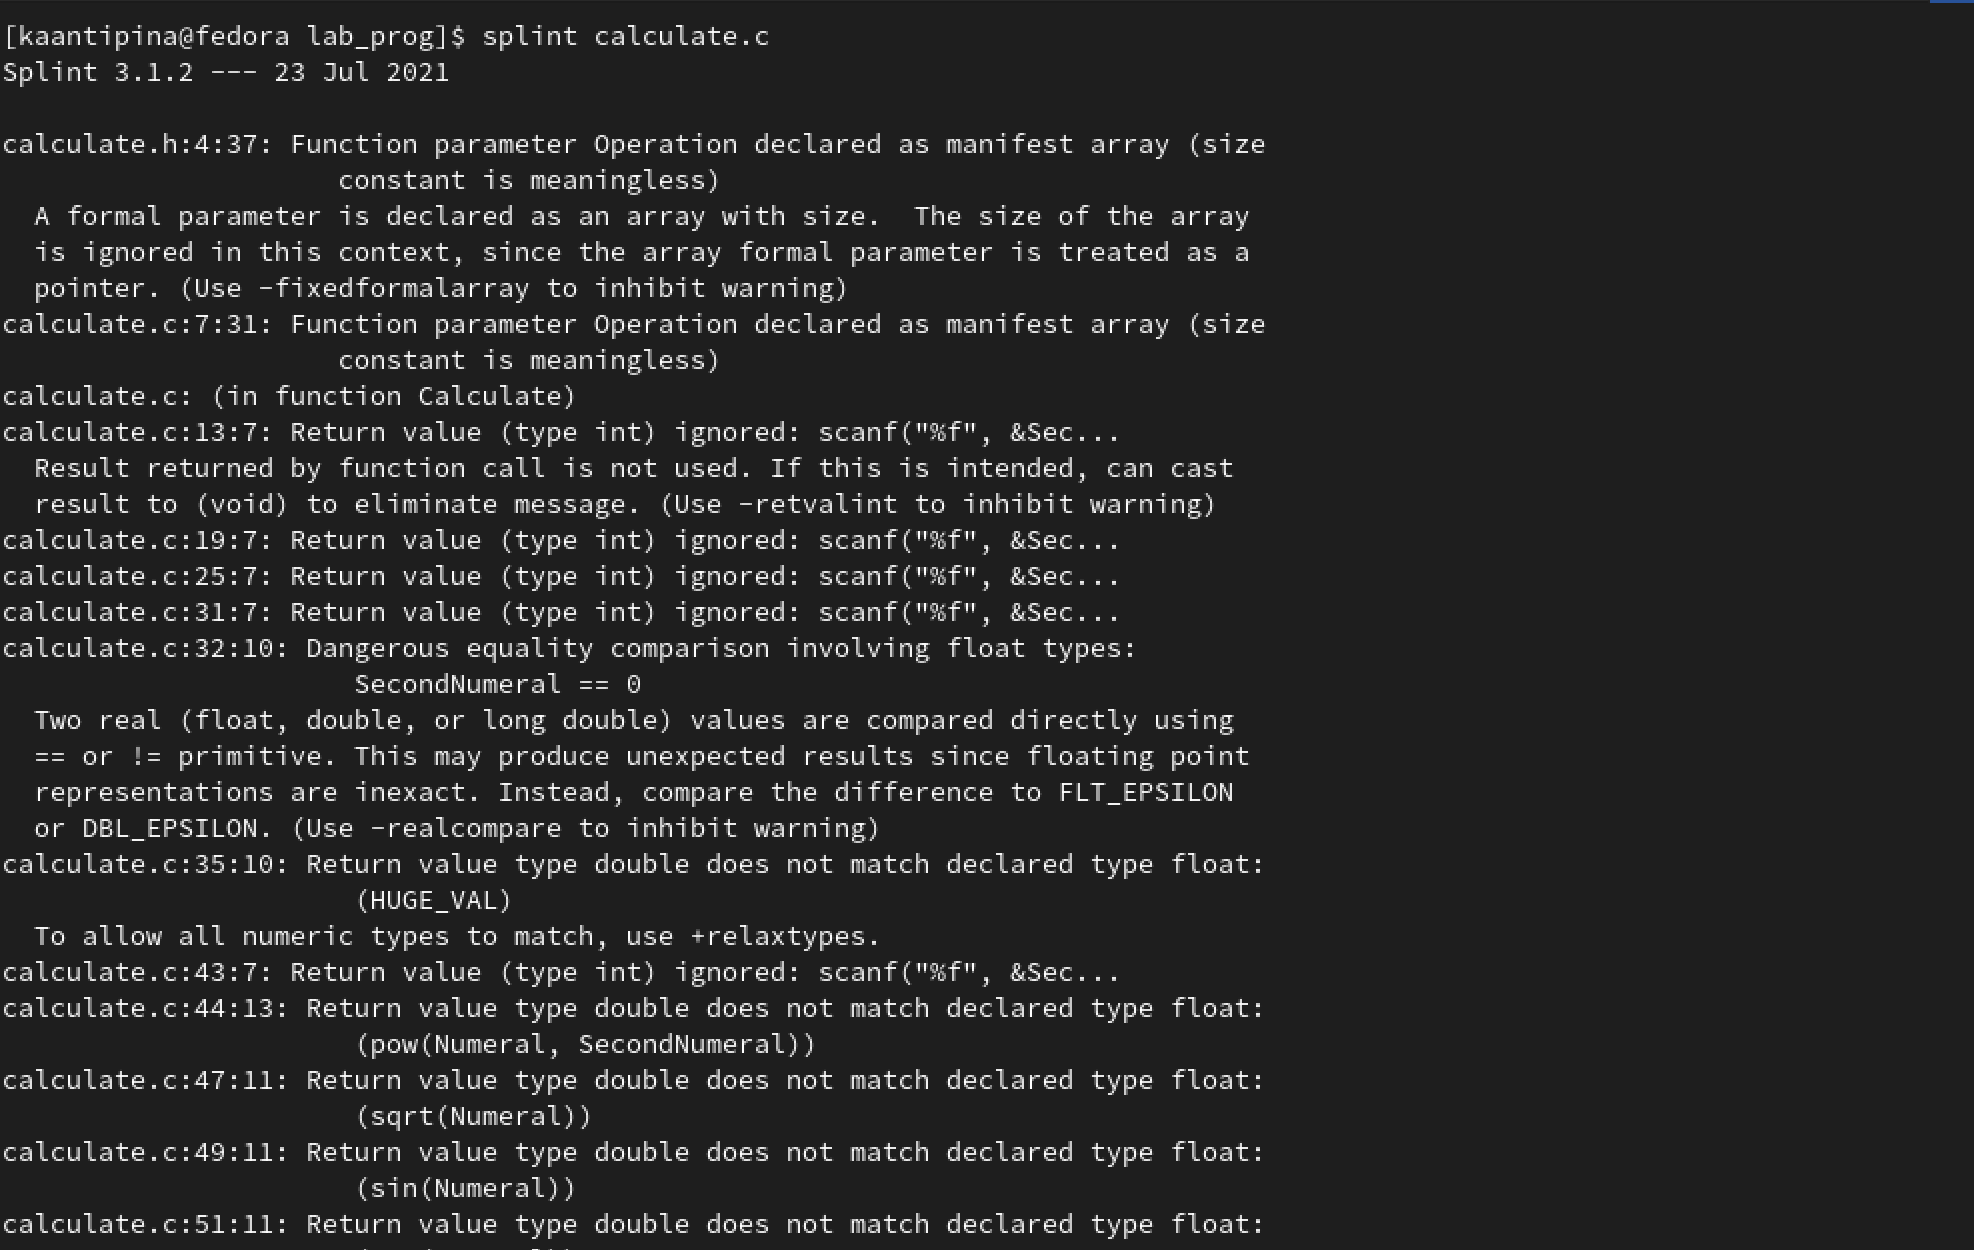 [kaantipina@fedora lab_prog]$ splint calculate.c
Splint 3.1.2 --- 23 Jul 2021
calculate.h:4:37: Function parameter Operation declared as manifest array (size
constant is meaningless)
A formal parameter is declared as an array with size.  The size of the array
is ignored in this context, since the array formal parameter is treated as a
pointer. (Use -fixedformalarray to inhibit warning)
calculate.c:7:31: Function parameter Operation declared as manifest array (size
constant is meaningless)
calculate.c: (in function Calculate)
calculate.c:13:7: Return value (type int) ignored: scanf("%f", &Sec...
Result returned by function call is not used. If this is intended, can cast
result to (void) to eliminate message. (Use -retvalint to inhibit warning)
calculate.c:19:7: Return value (type int) ignored: scanf("%f", &Sec...
calculate.c:25:7: Return value (type int) ignored: scanf("%f", &Sec...
calculate.c:31:7: Return value (type int) ignored: scanf("%f", &Sec...
calculate.c:32:10: Dangerous equality comparison involving float types:
SecondNumeral == 0
Two real (float, double, or long double) values are compared directly using
== or != primitive. This may produce unexpected results since floating point
representations are inexact. Instead, compare the difference to FLT_EPSILON
or DBL_EPSILON. (Use -realcompare to inhibit warning)
calculate.c:35:10: Return value type double does not match declared type float:
(HUGE_VAL)
To allow all numeric types to match, use +relaxtypes.
calculate.c:43:7: Return value (type int) ignored: scanf("%f", &Sec...
calculate.c:44:13: Return value type double does not match declared type float:
(pow(Numeral, SecondNumeral))
calculate.c:47:11: Return value type double does not match declared type float:
(sqrt(Numeral))
calculate.c:49:11: Return value type double does not match declared type float:
(sin(Numeral))
calculate.c:51:11: Return value type double does not match declared type float: